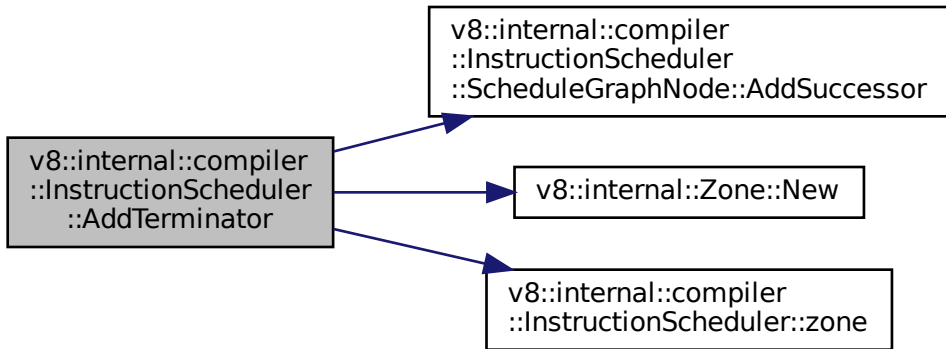 v8::internal::compiler
::InstructionScheduler
::AddTerminator
v8::internal::compiler
::InstructionScheduler
::ScheduleGraphNode::AddSuccessor
v8::internal::Zone::New
v8::internal::compiler
::InstructionScheduler::zone